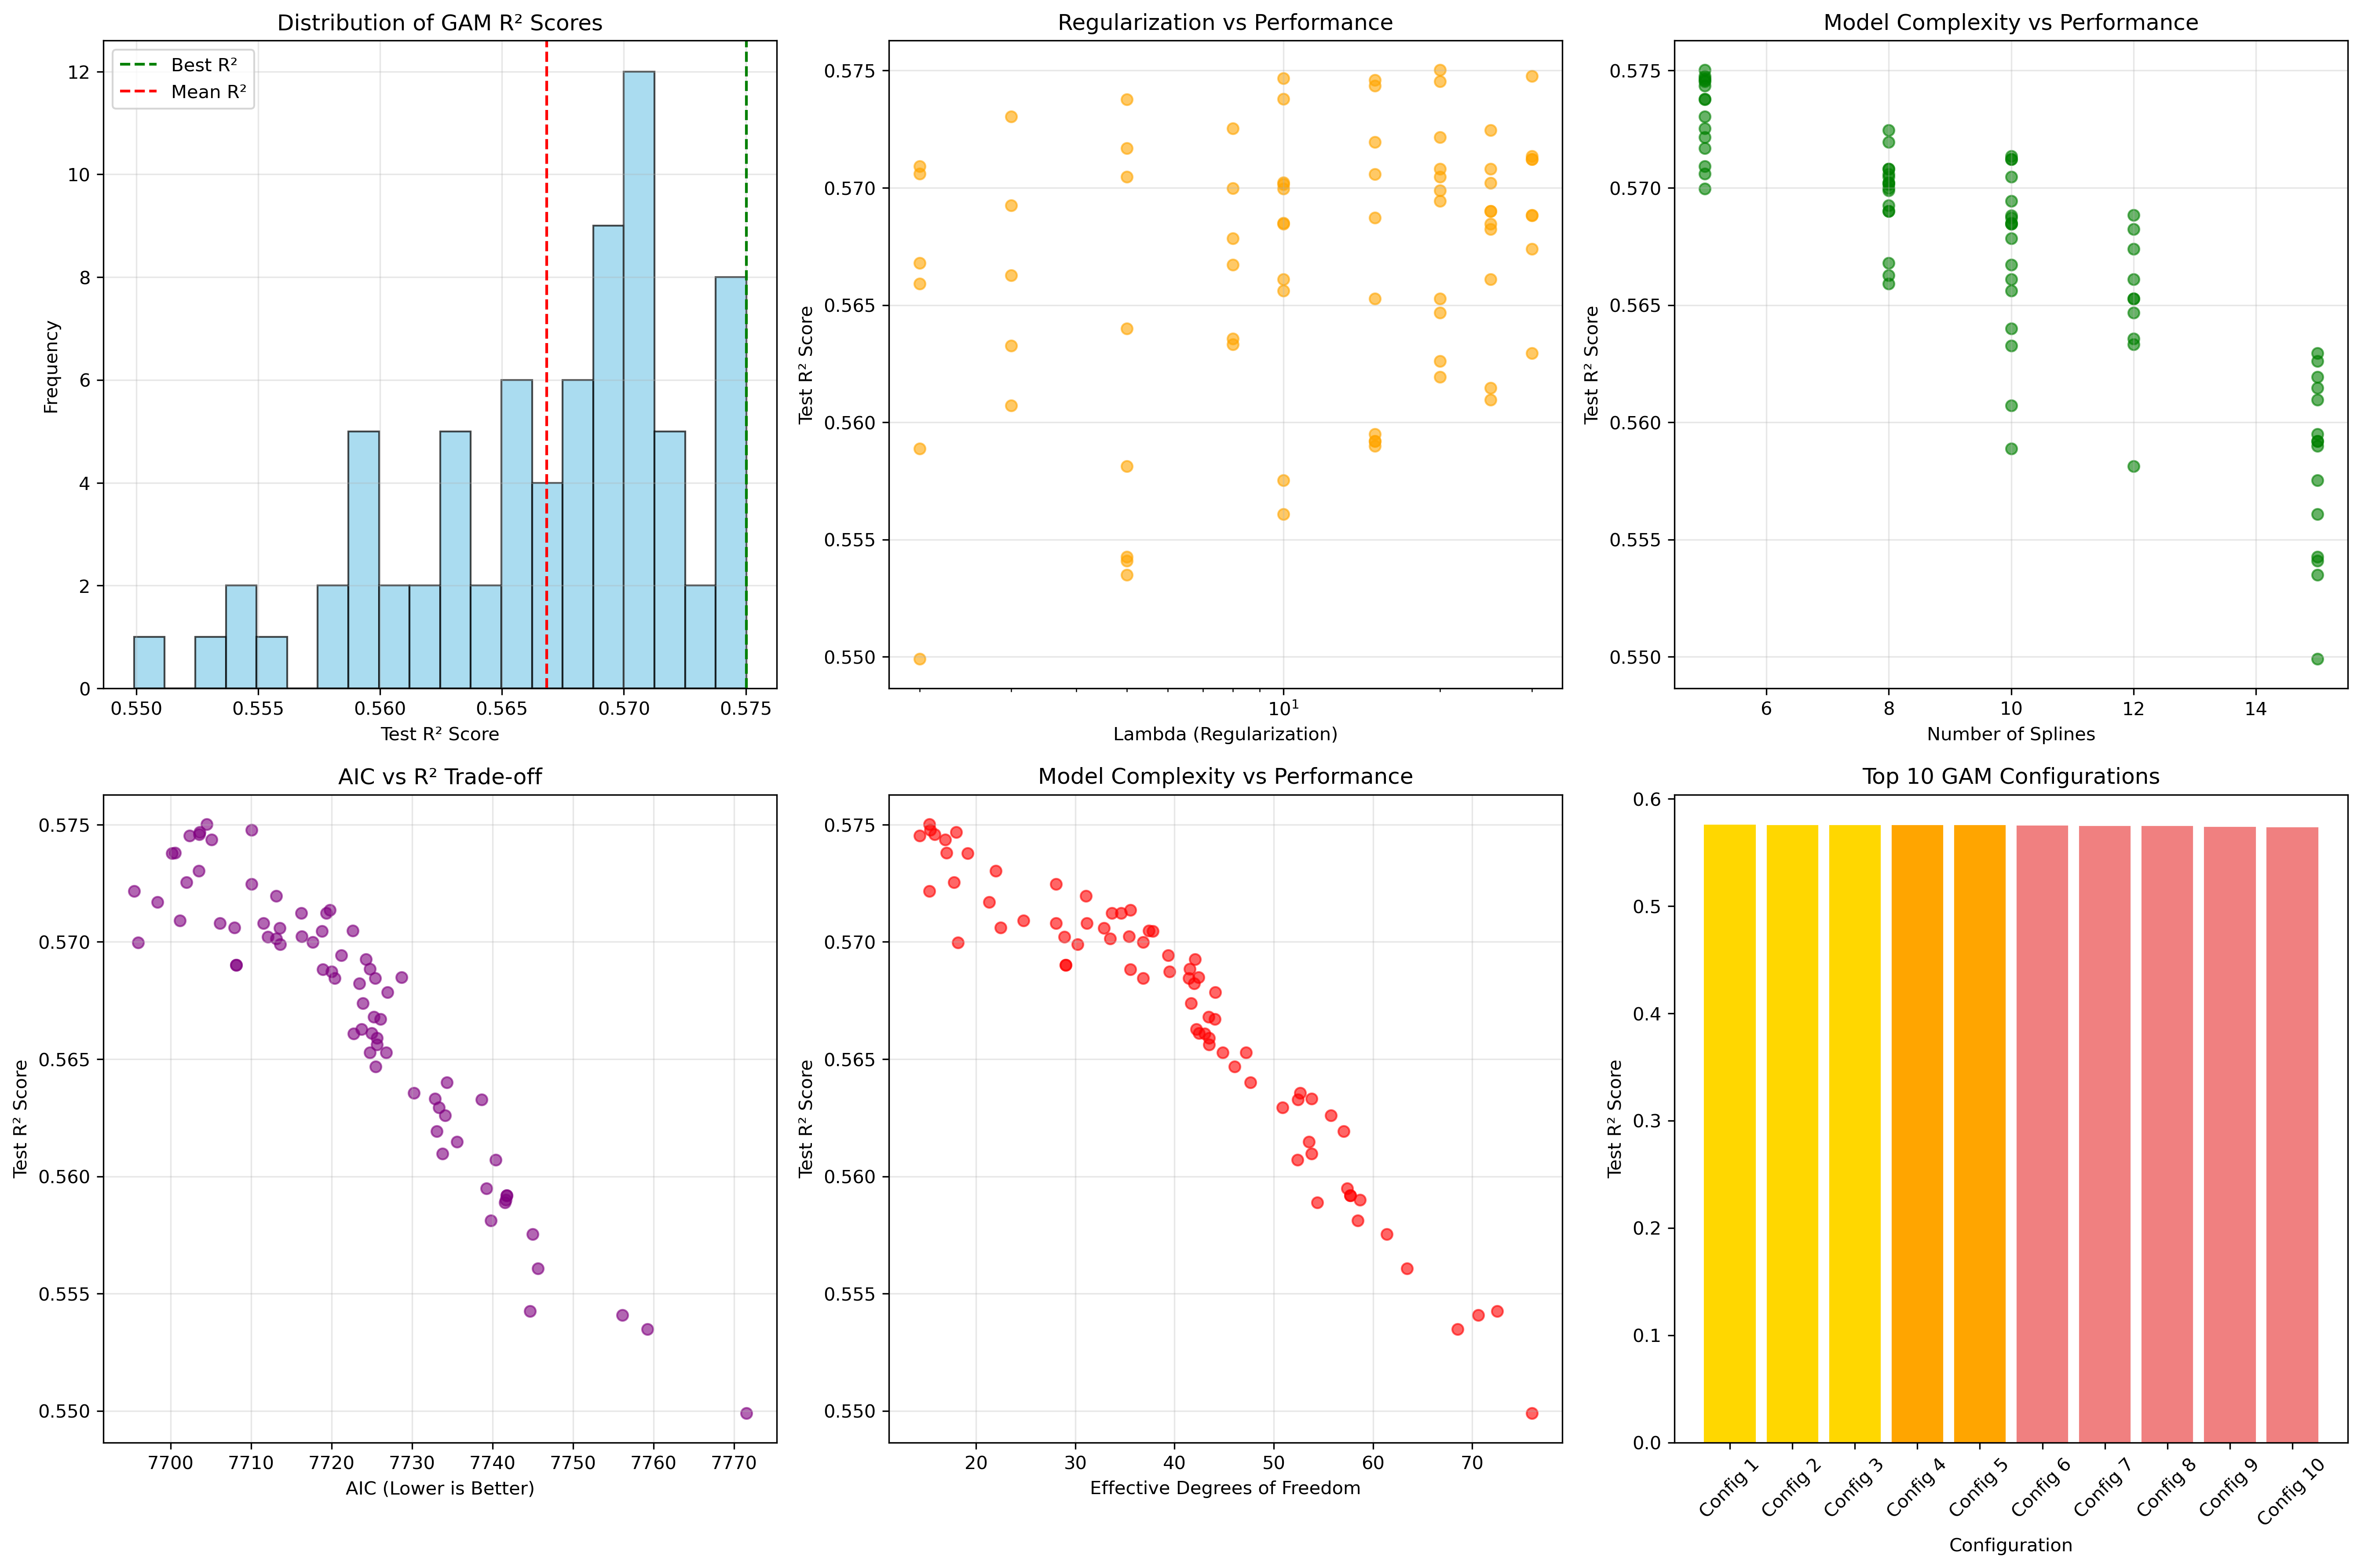 Distribution of GAM R² Scores
Best R²
Mean R²
12
10
8
6
4
2
0
Frequency
0.550 0.555 0.560 0.565 0.570 0.575
Test R² Score
Regularization vs Performance
0.575
0.570
0.565
0.560
0.555
0.550
Test R² Score
10¹
Lambda (Regularization)
Model Complexity vs Performance
0.575
0.570
0.565
0.560
0.555
0.550
Test R² Score
6 8 10 12 14
Number of Splines
AIC vs R² Trade-off
0.575
0.570
0.565
0.560
0.555
0.550
Test R² Score
7700 7710 7720 7730 7740 7750 7760 7770
AIC (Lower is Better)
Model Complexity vs Performance
0.575
0.570
0.565
0.560
0.555
0.550
Test R² Score
20 30 40 50 60 70
Effective Degrees of Freedom
Top 10 GAM Configurations
0.6
0.5
0.4
0.3
0.2
0.1
0.0
Test R² Score
Config 1
Config 2
Config 3
Config 4
Config 5
Config 6
Config 7
Config 8
Config 9
Config 10
Configuration